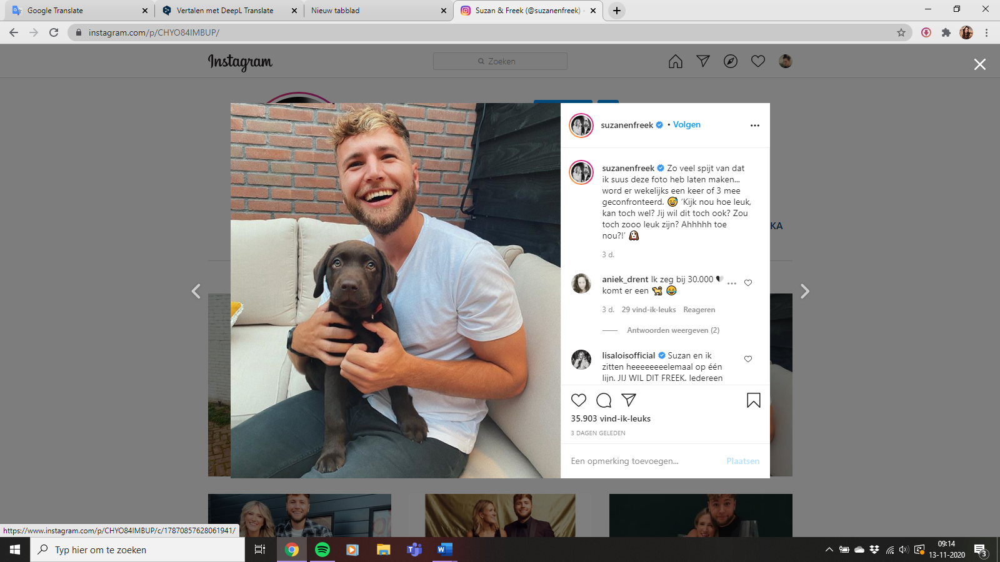 Google Translate
Vertalen met DeepL Translate
Nieuw tabblad
Suzan & Freek (@suzanenfreek)
instagram.com/p/CHYO84IMBUP/
Instagram
Zoeken
suzanenfreek • Volgen
suzanenfreek Zo veel spijt van dat
ik suus deze foto heb laten maken...
word er wekelijks een keer of 3 mee
geconfronteerd. 😅 ‘Kijk nou hoe leuk,
kan toch wel? Jij wil dit toch ook? Zou
toch zooo leuk zijn? Ahhhhh toe
nou?!’ 🐶
3 d.
KA
aniek_drent Ik zeg bij 30.000 🖤
komt er een 🐕 😂
3 d. 29 vind-ik-leuks Reageren
Antwoorden weergeven (2)
lisaloisofficial Suzan en ik
zitten heeeeeeeelemaal op één
lijn. JIJ WIL DIT FREEK. Iedereen
35.903 vind-ik-leuks
3 DAGEN GELEDEN
Een opmerking toevoegen...
Plaatsen
https://www.instagram.com/p/CHYO84IMBUP/c/17870857628061941/
Typ hier om te zoeken
09:14
13-11-2020
3